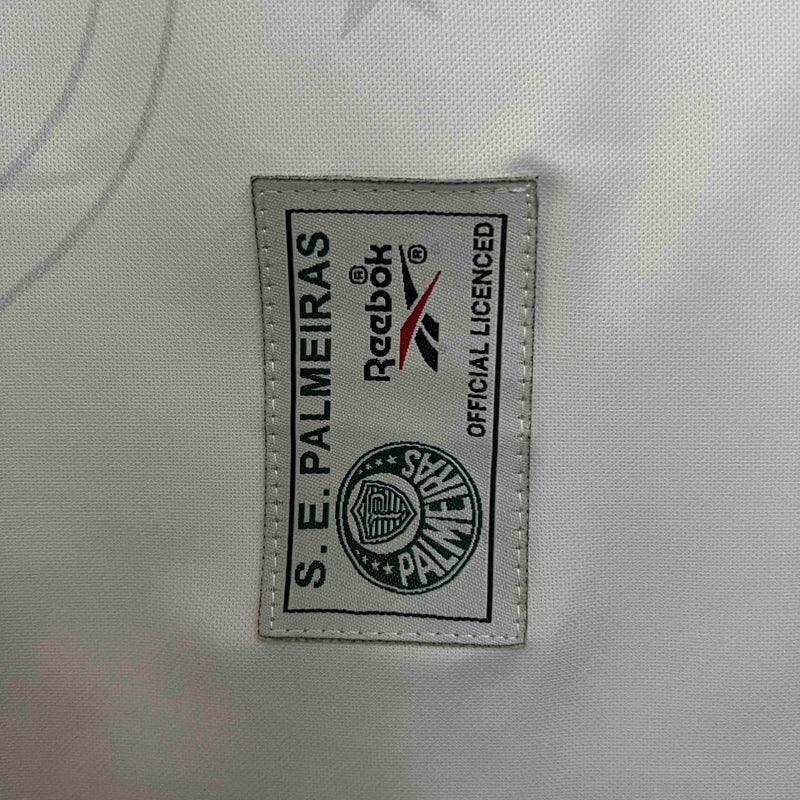 S. E. PALMEIRAS
PALMEIRAS
Reebok®
®
OFFICIAL LICENCED